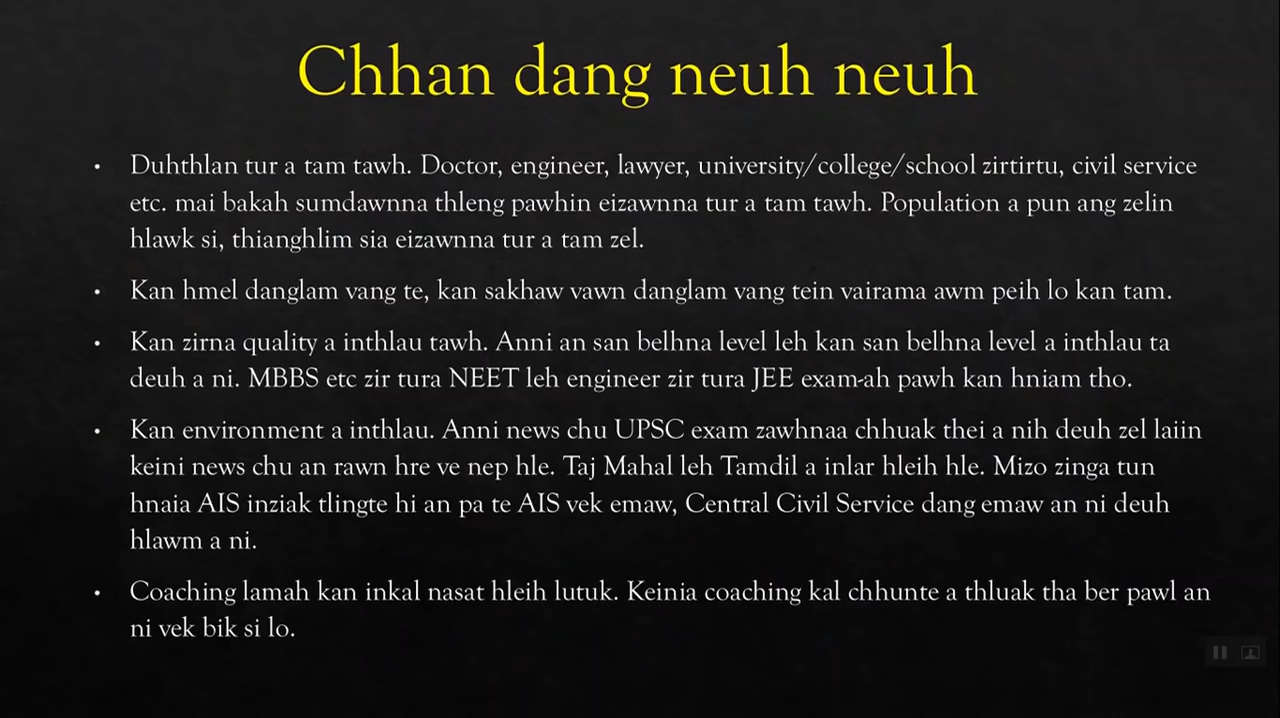 Chhan dang neuh neuh
• Duhthlan tur a tam tawh. Doctor, engineer, lawyer, university/college/school zirtirtu, civil service
etc. mai bakah sumdawnna thleng pawhin eizawnna tur a tam tawh. Population a pun ang zelin
hlawk si, thianghlim sia eizawnna tur a tam zel.
• Kan hmel danglam vang te, kan sakhaw vawn danglam vang tein vairama awm peih lo kan tam.
• Kan zirna quality a inthlau tawh. Anni an san belhna level leh kan san belhna level a inthlau ta
deuh a ni. MBBS etc zir tura NEET leh engineer zir tura JEE exam-ah pawh kan hniam tho.
• Kan environment a inthlau. Anni news chu UPSC exam zawhnaa chhuak thei a nih deuh zel laiin
keini news chu an rawn hre ve nep hle. Taj Mahal leh Tamdil a inlar hleih hle. Mizo zinga tun
hnaia AIS inziak tlingte hi an pa te AIS vek emaw, Central Civil Service dang emaw an ni deuh
hlawm a ni.
• Coaching lamah kan inkal nasat hleih lutuk. Keinia coaching kal chhunte a thluak tha ber pawl an
ni vek bik si lo.